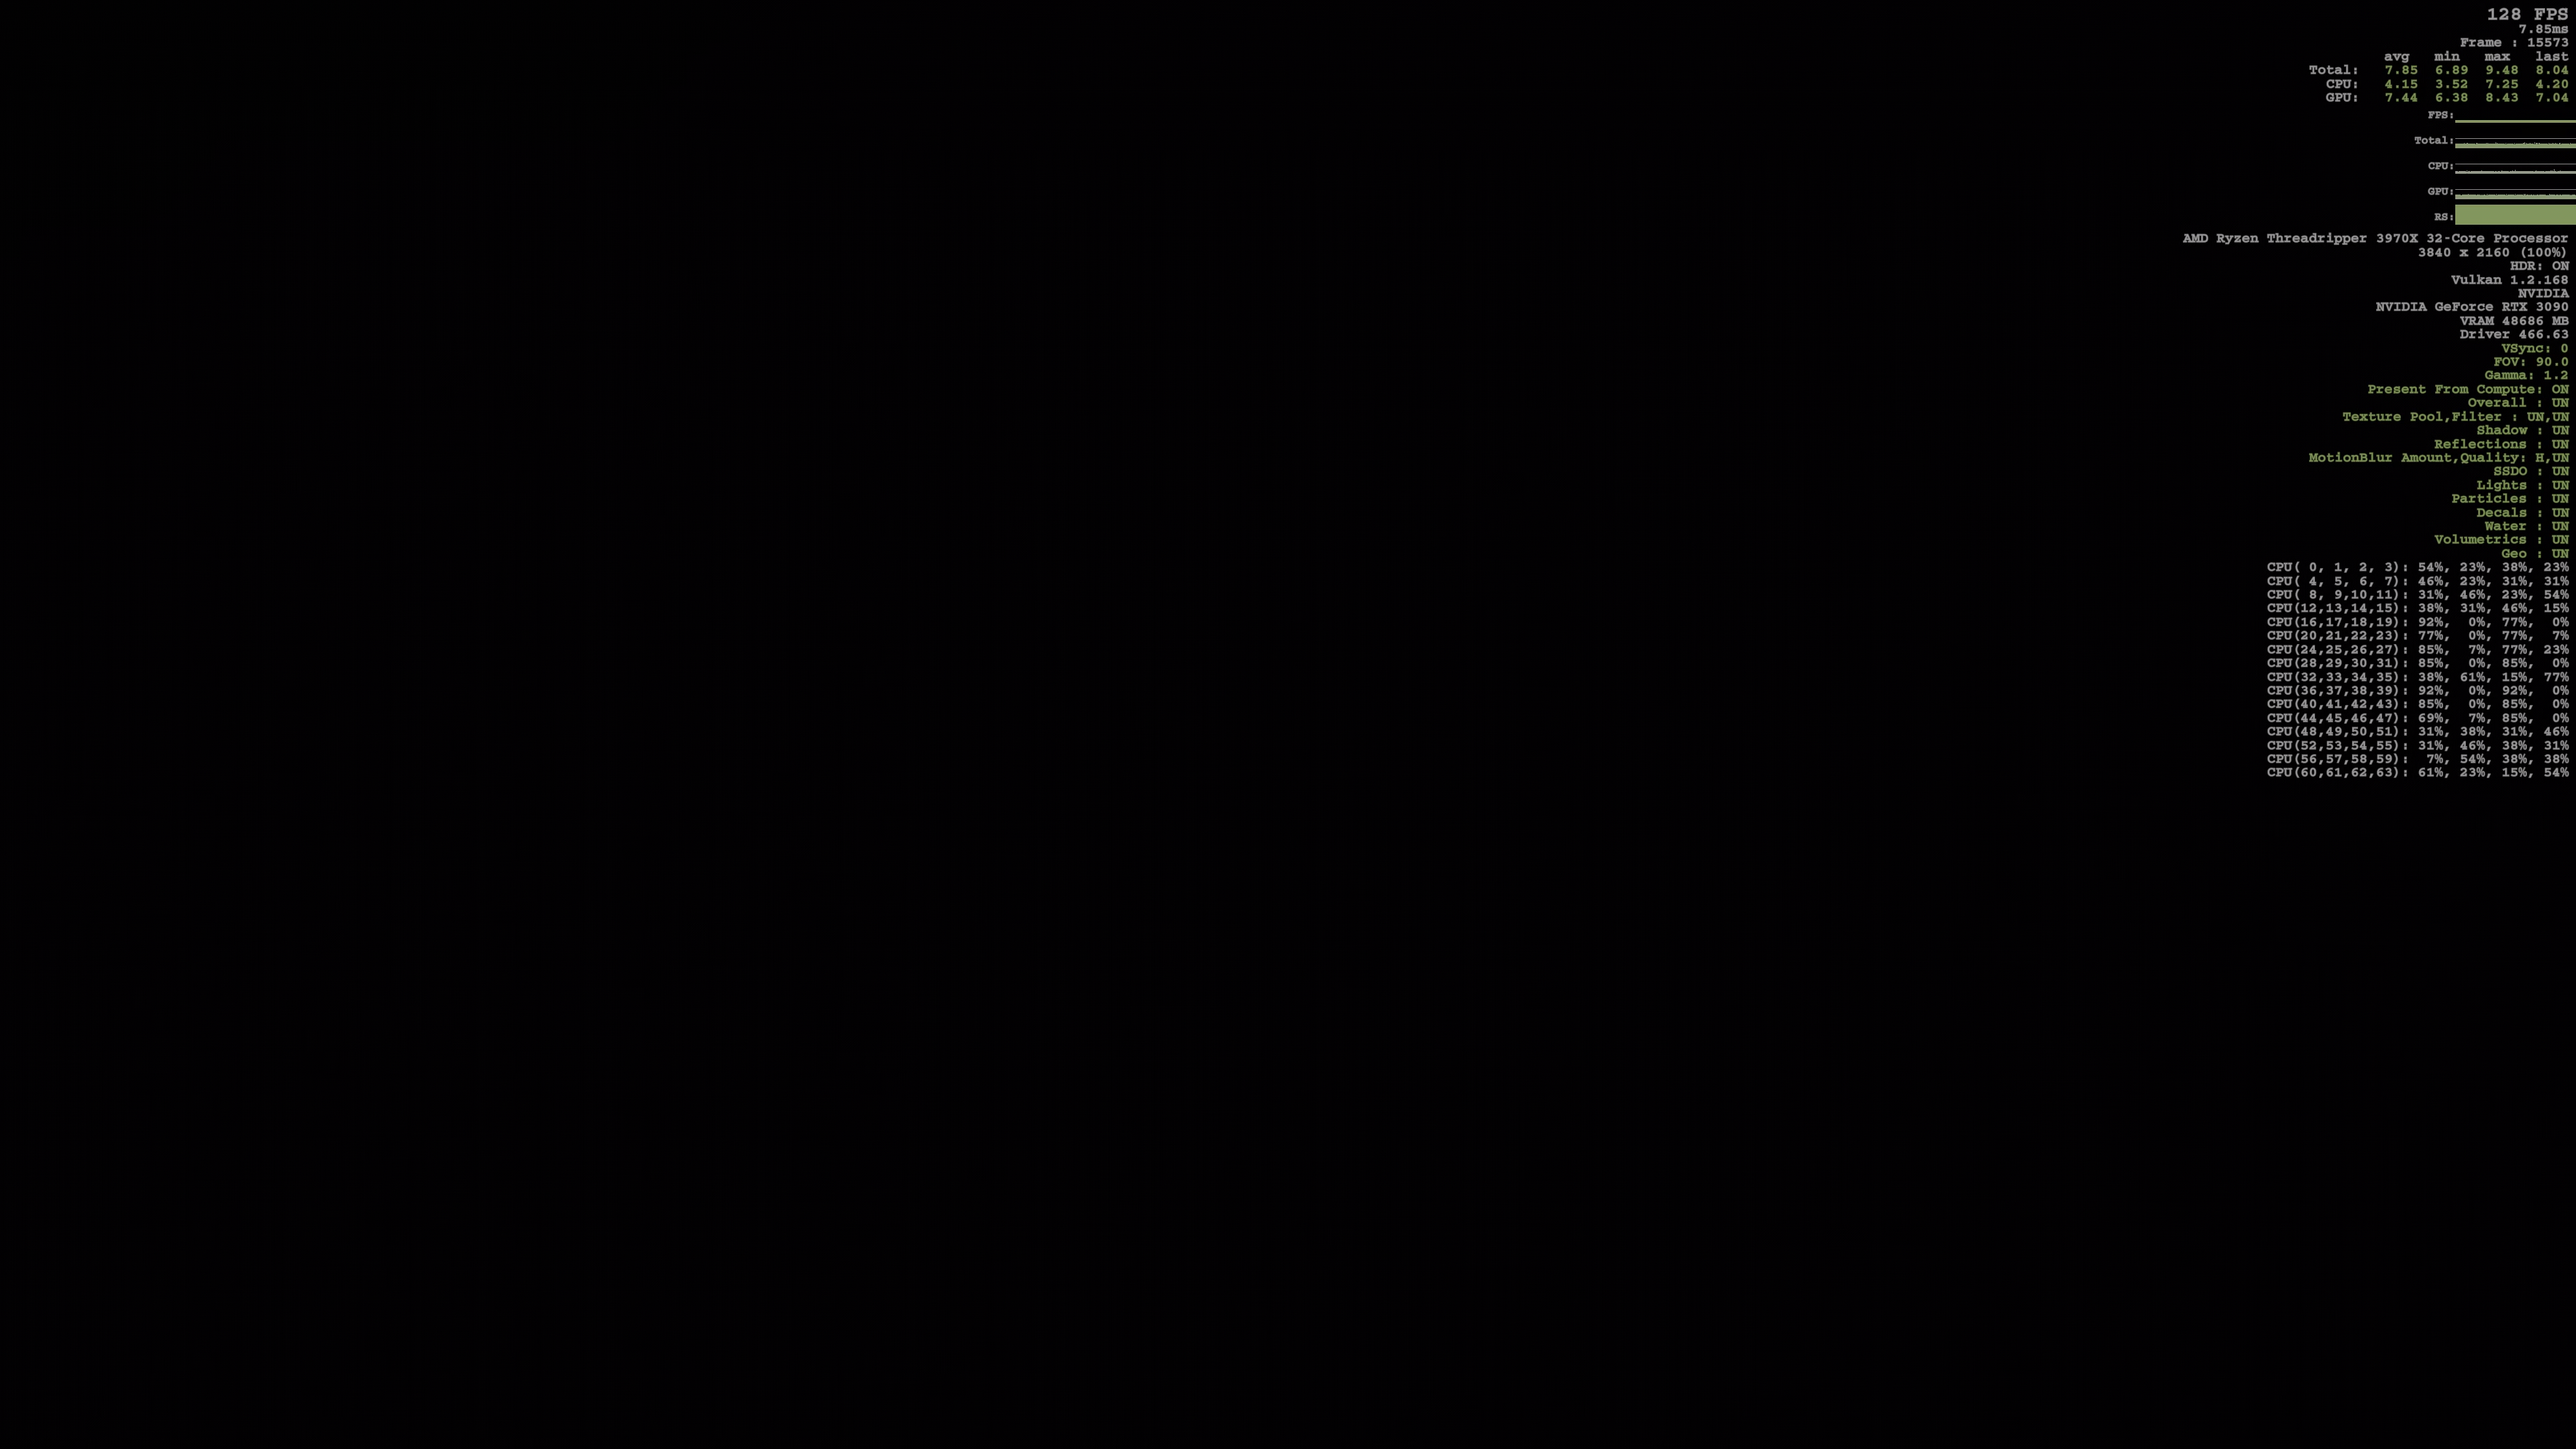 128 FPS
7.85ms
Frame : 15573
avg min max last
Total: 7.85 6.89 9.48 8.04
CPU: 4.15 3.52 7.25 4.20
GPU: 7.44 6.38 8.43 7.04
FPS:
Total:
CPU:
GPU:
RS:
AMD Ryzen Threadripper 3970X 32-Core Processor
3840 x 2160 (100%)
HDR: ON
Vulkan 1.2.168
NVIDIA
NVIDIA GeForce RTX 3090
VRAM 48686 MB
Driver 466.63
VSync: 0
FOV: 90.0
Gamma: 1.2
Present From Compute: ON
Overall : UN
Texture Pool,Filter : UN,UN
Shadow : UN
Reflections : UN
MotionBlur Amount,Quality: H,UN
SSDO : UN
Lights : UN
Particles : UN
Decals : UN
Water : UN
Volumetrics : UN
Geo : UN
CPU( 0, 1, 2, 3): 54%, 23%, 38%, 23%
CPU( 4, 5, 6, 7): 46%, 23%, 31%, 31%
CPU( 8, 9,10,11): 31%, 46%, 23%, 54%
CPU(12,13,14,15): 38%, 31%, 46%, 15%
CPU(16,17,18,19): 92%, 0%, 77%, 0%
CPU(20,21,22,23): 77%, 0%, 77%, 7%
CPU(24,25,26,27): 85%, 7%, 77%, 23%
CPU(28,29,30,31): 85%, 0%, 85%, 0%
CPU(32,33,34,35): 38%, 61%, 15%, 77%
CPU(36,37,38,39): 92%, 0%, 92%, 0%
CPU(40,41,42,43): 85%, 0%, 85%, 0%
CPU(44,45,46,47): 69%, 7%, 85%, 0%
CPU(48,49,50,51): 31%, 38%, 31%, 46%
CPU(52,53,54,55): 31%, 46%, 38%, 31%
CPU(56,57,58,59): 7%, 54%, 38%, 38%
CPU(60,61,62,63): 61%, 23%, 15%, 54%